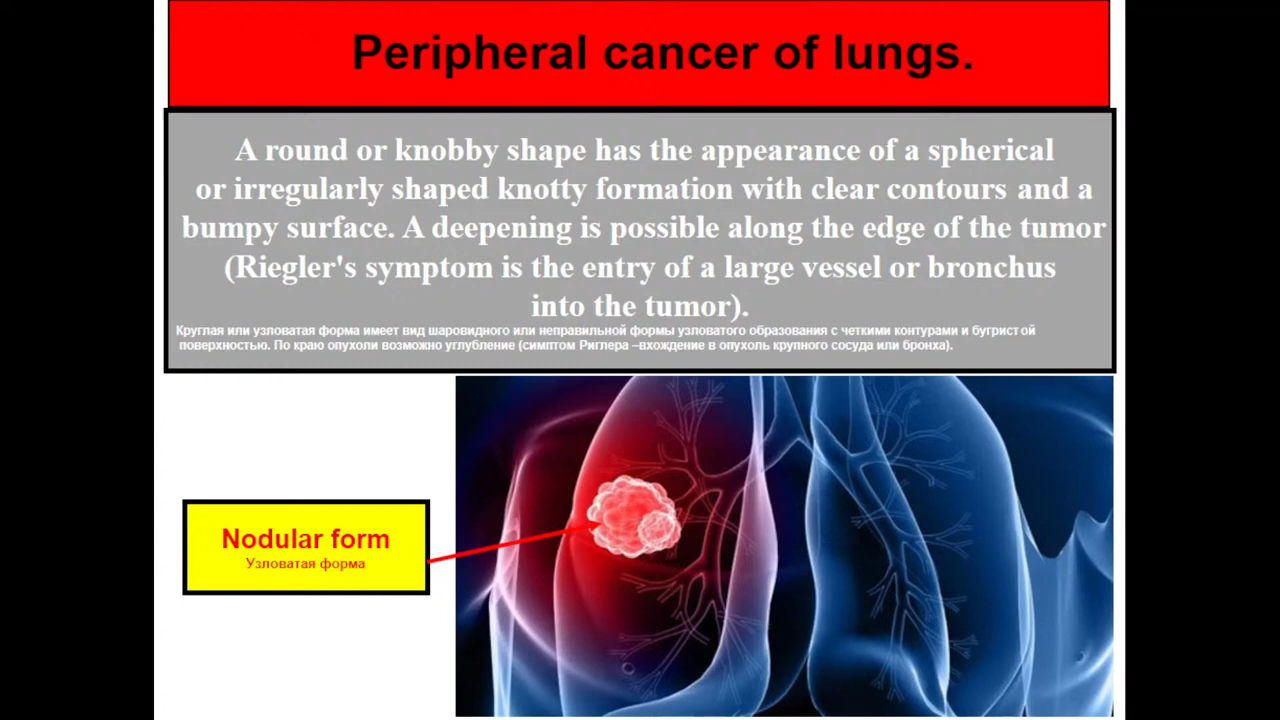 Peripheral cancer of lungs.
A round or knobby shape has the appearance of a spherical
or irregularly shaped knotty formation with clear contours and a
bumpy surface. A deepening is possible along the edge of the tumor
(Riegler's symptom is the entry of a large vessel or bronchus
into the tumor).
Круглая или узловатая форма имеет вид шаровидного или неправильной формы узловатого образования с четкими контурами и бугристой
поверхностью. По краю опухоли возможно углубление (симптом Риглера –вхождение в опухоль крупного сосуда или бронха).
Nodular form
Узловатая форма